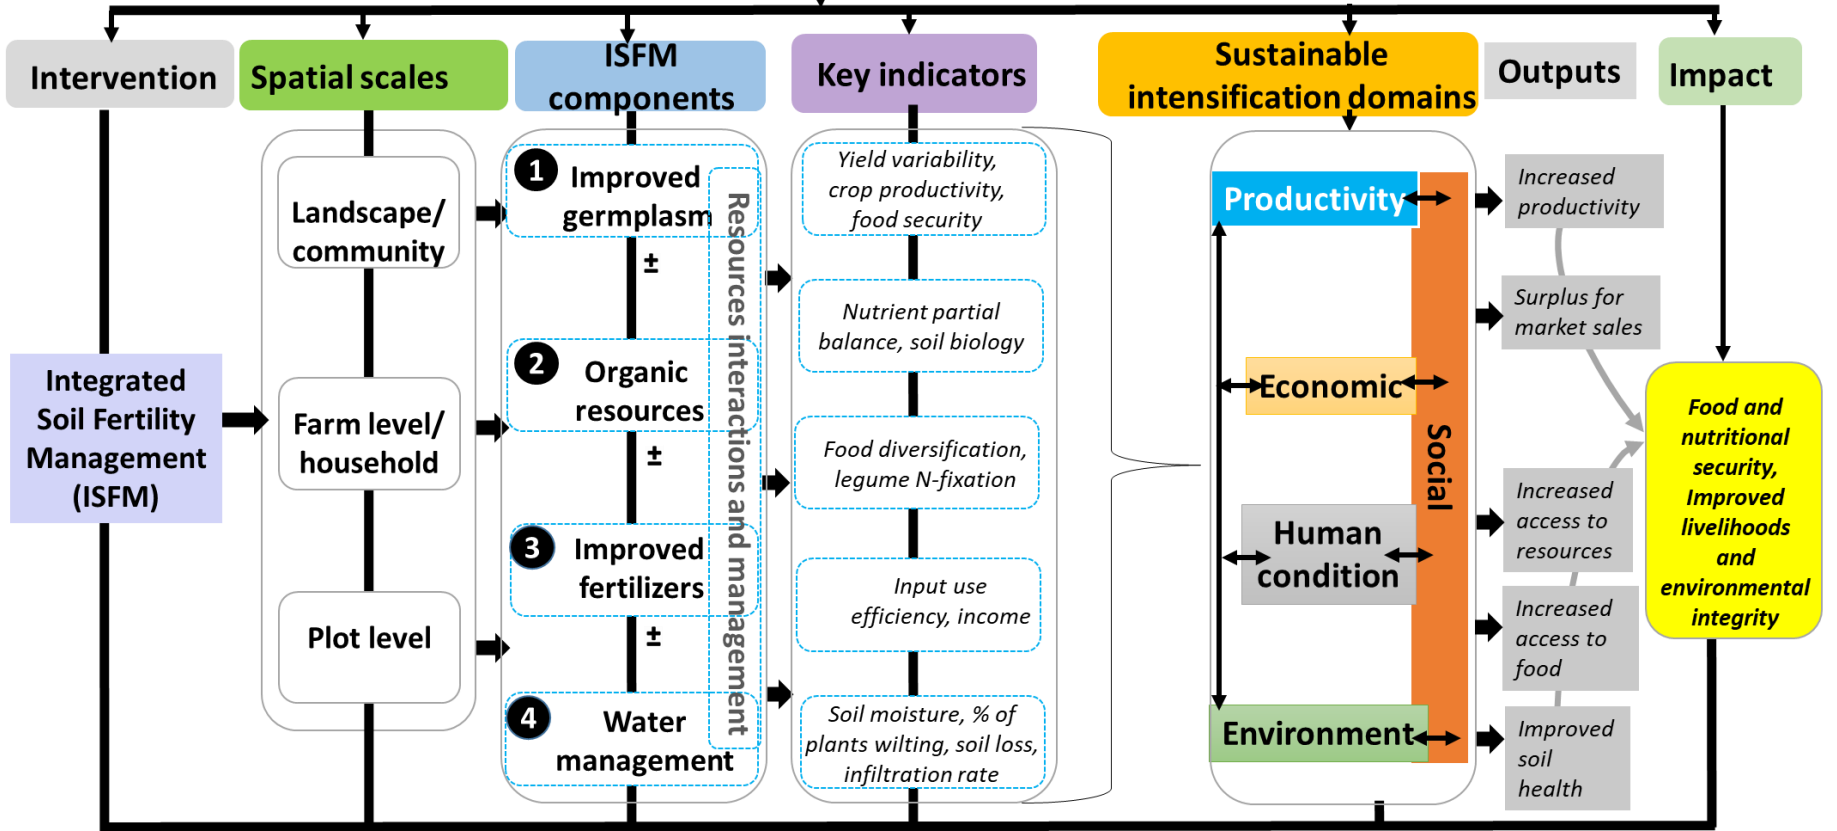 Intervention
Spatial scales
ISFM
components
Key indicators
Sustainable
intensification domains
Outputs
Impact
Integrated
Soil Fertility
Management
(ISFM)
Landscape/
community
Farm level/
household
Plot level
1
Improved
germplasm
±
2
Organic
resources
±
3
Improved
fertilizers
±
4
Water
management
Resources interactions and management
Yield variability,
crop productivity,
food security
Nutrient partial
balance, soil biology
Food diversification,
legume N-fixation
Input use
efficiency, income
Soil moisture, % of
plants wilting, soil loss,
infiltration rate
Productivity
Economic
Human
condition
Environment
Social
Increased
productivity
Surplus for
market sales
Increased
access to
resources
Increased
access to
food
Improved
soil
health
Food and
nutritional
security,
Improved
livelihoods
and
environmental
integrity